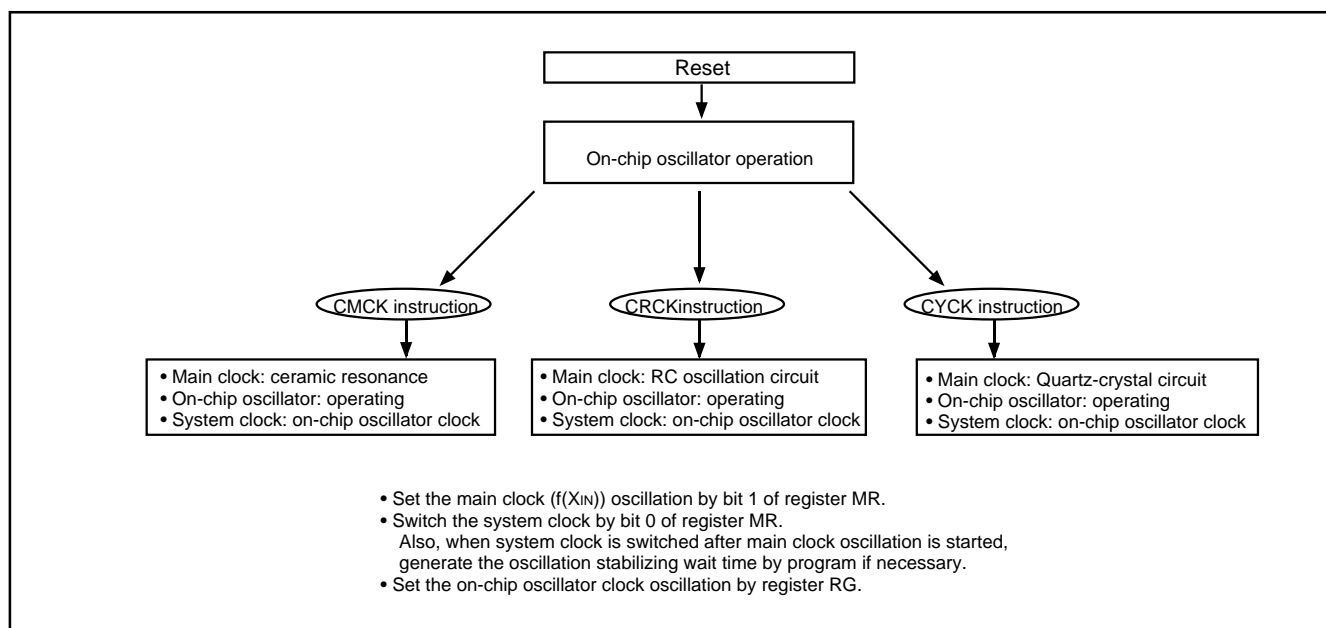 Reset
On-chip oscillator operation
CMCK instruction
CRCKinstruction
CYCK instruction
• Main clock: ceramic resonance
• On-chip oscillator: operating
• System clock: on-chip oscillator clock
• Main clock: RC oscillation circuit
• On-chip oscillator: operating
• System clock: on-chip oscillator clock
• Main clock: Quartz-crystal circuit
• On-chip oscillator: operating
• System clock: on-chip oscillator clock
• Set the main clock (f(XIN)) oscillation by bit 1 of register MR.
• Switch the system clock by bit 0 of register MR.
Also, when system clock is switched after main clock oscillation is started,
generate the oscillation stabilizing wait time by program if necessary.
• Set the on-chip oscillator clock oscillation by register RG.